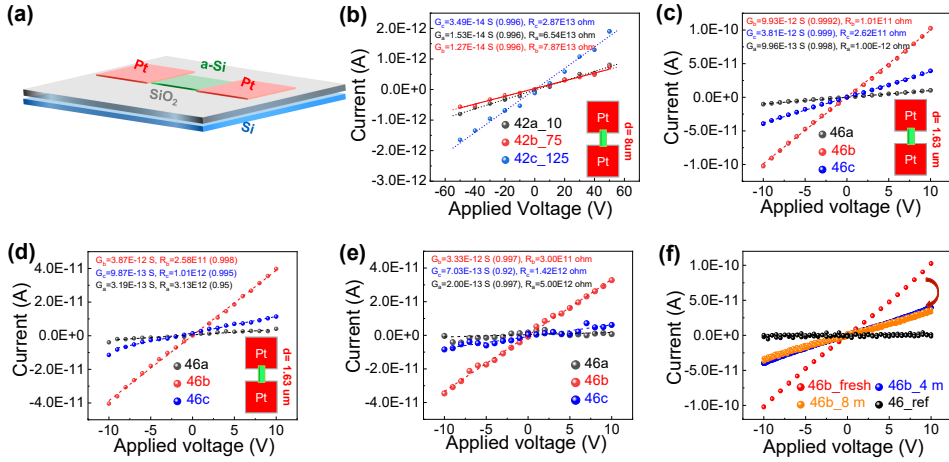 (a)
Pt
a-Si
Pt
SiO2
Si
(b)
Gc=3.49E-14 S (0.996), Rc=2.87E13 ohm
Ga=1.53E-14 S (0.996), Ra=6.54E13 ohm
Rb=1.27E-14 S (0.996), Rb=7.87E13 ohm
2.0E-12
1.0E-12
0.0E+0
-1.0E-12
-2.0E-12
-3.0E-12
Current (A)
42a_10
42b_75
42c_125
Pt
Pt
d=8um
-60 -40 -20 0 20 40 60
Applied Voltage (V)
(c)
Gb=9.93E-12 S (0.9992), Rb=1.01E11 ohm
Gc=3.81E-12 S (0.999), Rc=2.62E11 ohm
Ga=9.96E-13 S (0.998), Ra=1.00E-12 ohm
1.0E-10
5.0E-11
0.0E+0
-5.0E-11
-1.0E-10
Current (A)
46a
46b
46c
Pt
Pt
d= 1.63 um
-10 -5 0 5 10
Applied voltage (V)
(d)
Gb=3.87E-12 S, Rb=2.58E11 (0.998)
Gc=9.87E-13 S, Rc=1.01E12 (0.995)
Ga=3.19E-13 S, Ra=3.13E12 (0.95)
4.0E-11
2.0E-11
0.0E+0
-2.0E-11
-4.0E-11
Current (A)
46a
46b
46c
Pt
Pt
d= 1.63 um
-10 -5 0 5 10
Applied voltage (V)
(e)
Gb=3.33E-12 S (0.997), Rb=3.00E11 ohm
Gc=7.03E-13 S (0.92), Rc=1.42E12 ohm
Ga=2.00E-13 S (0.997), Ra=5.00E12 ohm
4.0E-11
2.0E-11
0.0E+0
-2.0E-11
-4.0E-11
Current (A)
46a
46b
46c
-10 -5 0 5 10
Applied voltage (V)
(f)
1.0E-10
5.0E-11
0.0E+0
-5.0E-11
-1.0E-10
Current (A)
46b_fresh 46b_4 m
46b_8 m 46_ref
-10 -5 0 5 10
Applied voltage (V)